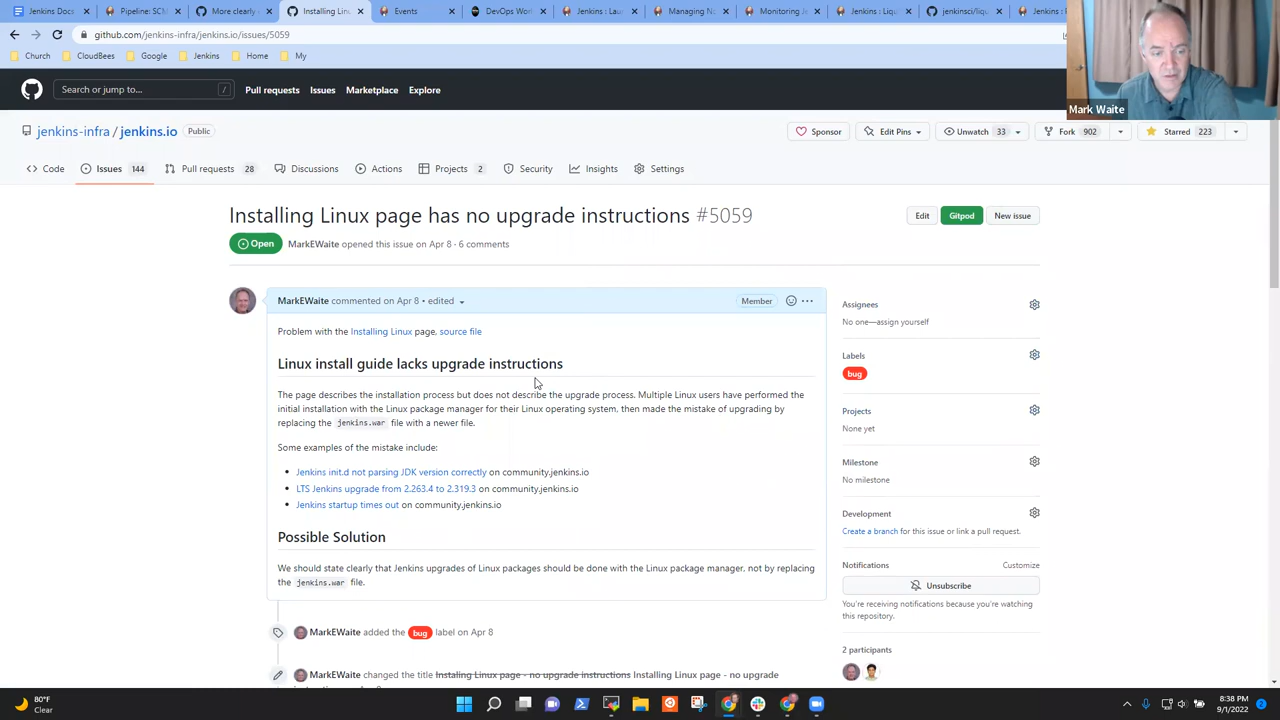 Jenkins Docs
Pipeline: SCM
More clearly
Installing Linux
Events
DevOps Work
Jenkins : Laun
Managing No
Monitoring Je
Jenkins : Liqu
jenkinsci/liqu
Jenkins :
github.com/jenkins-infra/jenkins.io/issues/5059
Church
CloudBees
Google
Jenkins
Home
My
Mark Waite
Search or jump to... /
Pull requests
Issues
Marketplace
Explore
jenkins-infra / jenkins.io Public
Sponsor
Edit Pins
Unwatch 33
Fork 902
Starred 223
Code
Issues 144
Pull requests 28
Discussions
Actions
Projects 2
Security
Insights
Settings
Installing Linux page has no upgrade instructions #5059
Edit
Gitpod
New issue
Open
MarkEWaite opened this issue on Apr 8 · 6 comments
MarkEWaite commented on Apr 8 • edited
Member
Problem with the Installing Linux page, source file
Linux install guide lacks upgrade instructions
The page describes the installation process but does not describe the upgrade process. Multiple Linux users have performed the
initial installation with the Linux package manager for their Linux operating system, then made the mistake of upgrading by
replacing the jenkins.war file with a newer file.
Some examples of the mistake include:
• Jenkins init.d not parsing JDK version correctly on community.jenkins.io
• LTS Jenkins upgrade from 2.263.4 to 2.319.3 on community.jenkins.io
• Jenkins startup times out on community.jenkins.io
Possible Solution
We should state clearly that Jenkins upgrades of Linux packages should be done with the Linux package manager, not by replacing
the jenkins.war file.
MarkEWaite added the bug label on Apr 8
MarkEWaite changed the title Installing Linux page - no upgrade instructions Installing Linux page - no upgrade
Assignees
No one—assign yourself
Labels
bug
Projects
None yet
Milestone
No milestone
Development
Create a branch for this issue or link a pull request.
Notifications
Customize
Unsubscribe
You're receiving notifications because you're watching
this repository.
2 participants
80°F
Clear
8:38 PM
9/1/2022
2